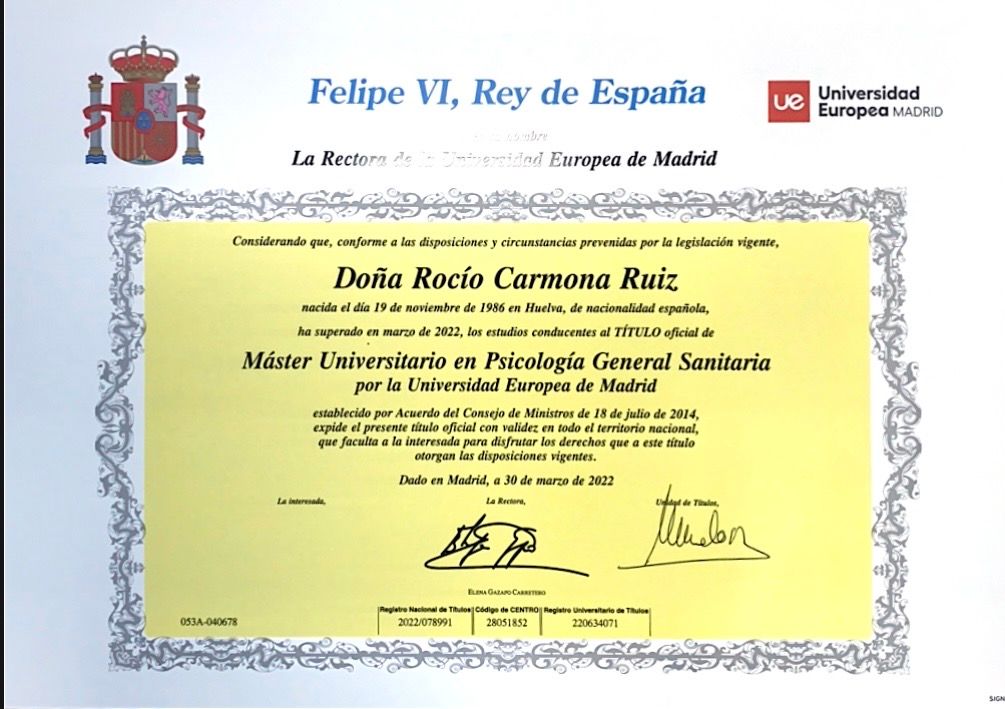 Felipe VI, Rey de España
ue Universidad Europea MADRID
en su nombre
La Rectora de la Universidad Europea de Madrid
Considerando que, conforme a las disposiciones y circunstancias prevenidas por la legislación vigente,
Doña Rocío Carmona Ruiz
nacida el día 19 de noviembre de 1986 en Huelva, de nacionalidad española,
ha superado en marzo de 2022, los estudios conducentes al TÍTULO oficial de
Máster Universitario en Psicología General Sanitaria
por la Universidad Europea de Madrid
establecido por Acuerdo del Consejo de Ministros de 18 de julio de 2014,
expide el presente título oficial con validez en todo el territorio nacional,
que faculta a la interesada para disfrutar los derechos que a este título
otorgan las disposiciones vigentes.
Dado en Madrid, a 30 de marzo de 2022
La interesada, La Rectora, Unidad de Títulos,
ELENA GAZAPO CARRETERO
Registro Nacional de Títulos Código de CENTRO Registro Universitario de Títulos
053A-040678 2022/078991 28051852 220634071
SIGN